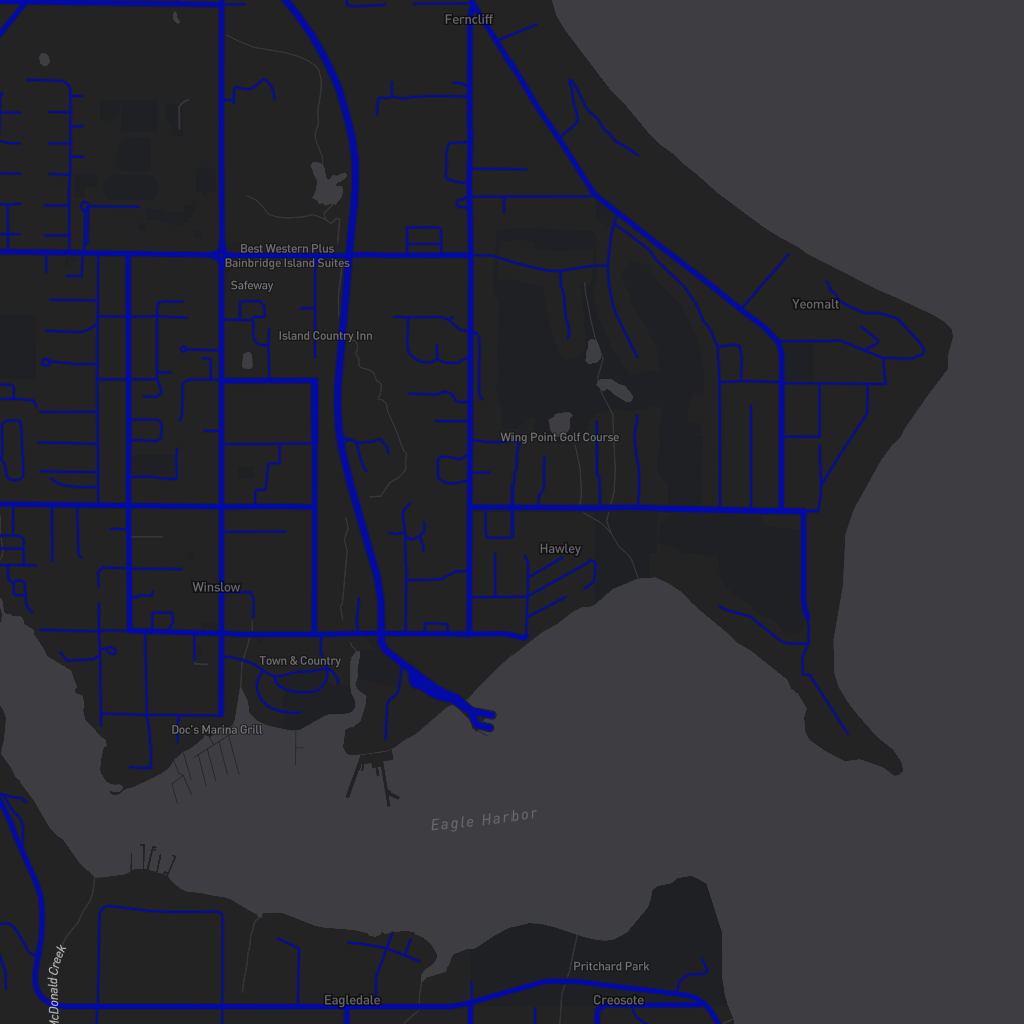 Ferncliff
Best Western Plus
Bainbridge Island Suites
Safeway
Yeomalt
Island Country Inn
Wing Point Golf Course
Hawley
Winslow
Town & Country
Doc's Marina Grill
Eagle Harbor
McDonald Creek
Pritchard Park
Eagledale
Creosote